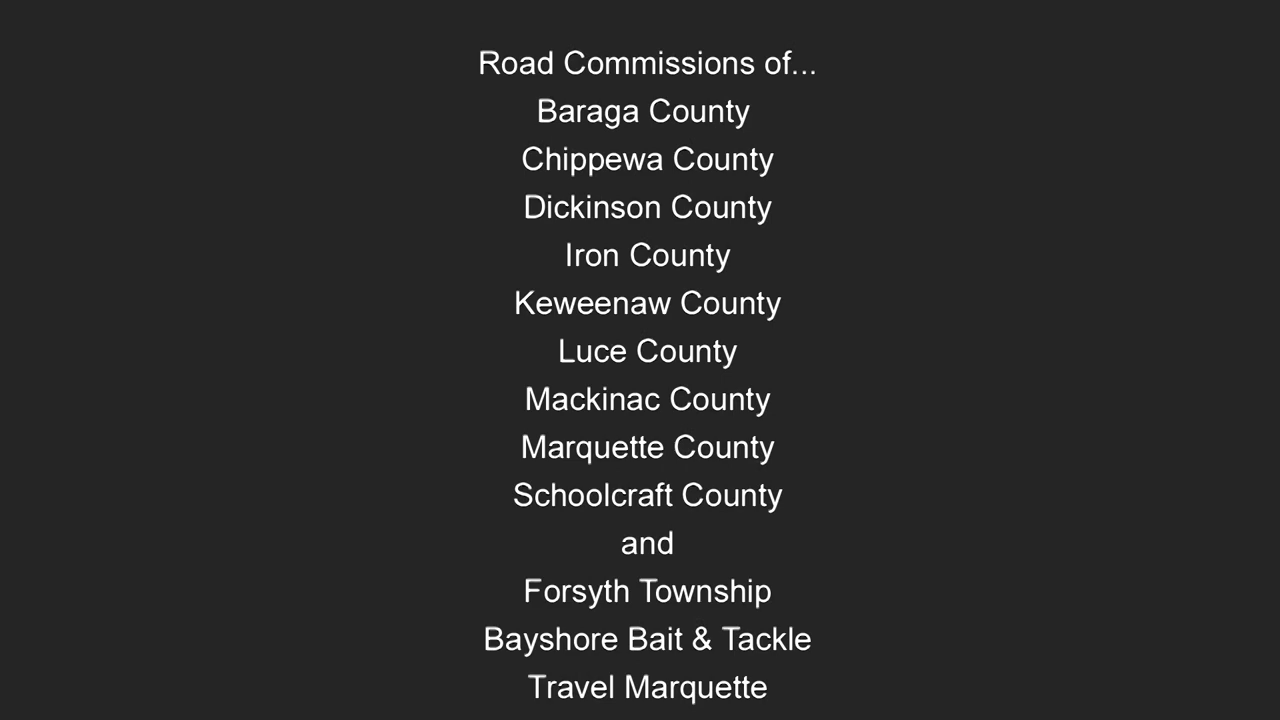 Road Commissions of...
Baraga County
Chippewa County
Dickinson County
Iron County
Keweenaw County
Luce County
Mackinac County
Marquette County
Schoolcraft County
and
Forsyth Township
Bayshore Bait & Tackle
Travel Marquette